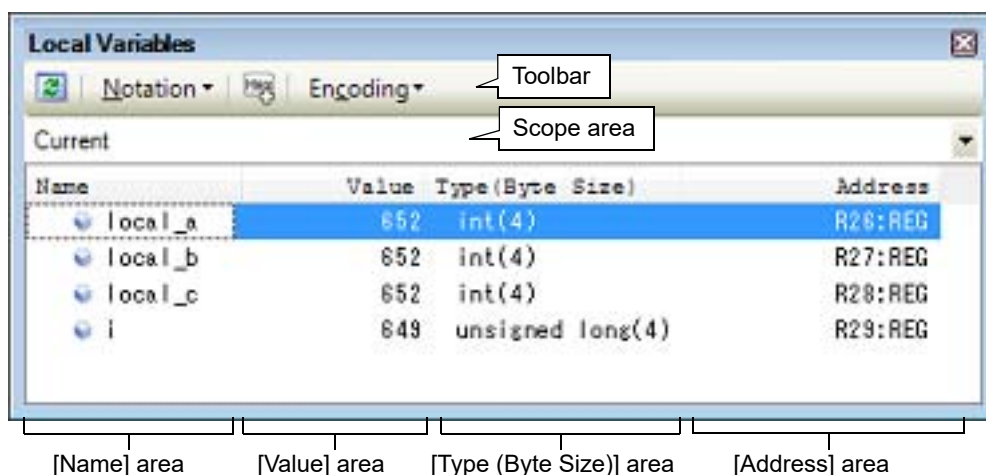 Local Variables
Notation Hex Encoding Toolbar
Current Scope area
Name Value Type(Byte Size) Address
local_a 652 int(4) R26:REG
local_b 652 int(4) R27:REG
local_c 652 int(4) R28:REG
i 649 unsigned long(4) R29:REG
[Name] area [Value] area [Type (Byte Size)] area [Address] area